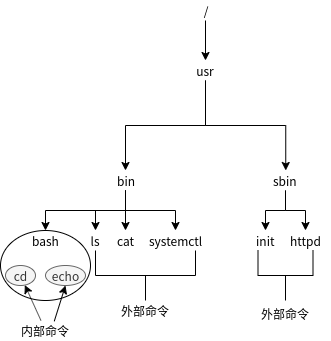 /
usr
bin sbin
bash ls cat systemctl init httpd
cd echo
外部命令 外部命令
内部命令